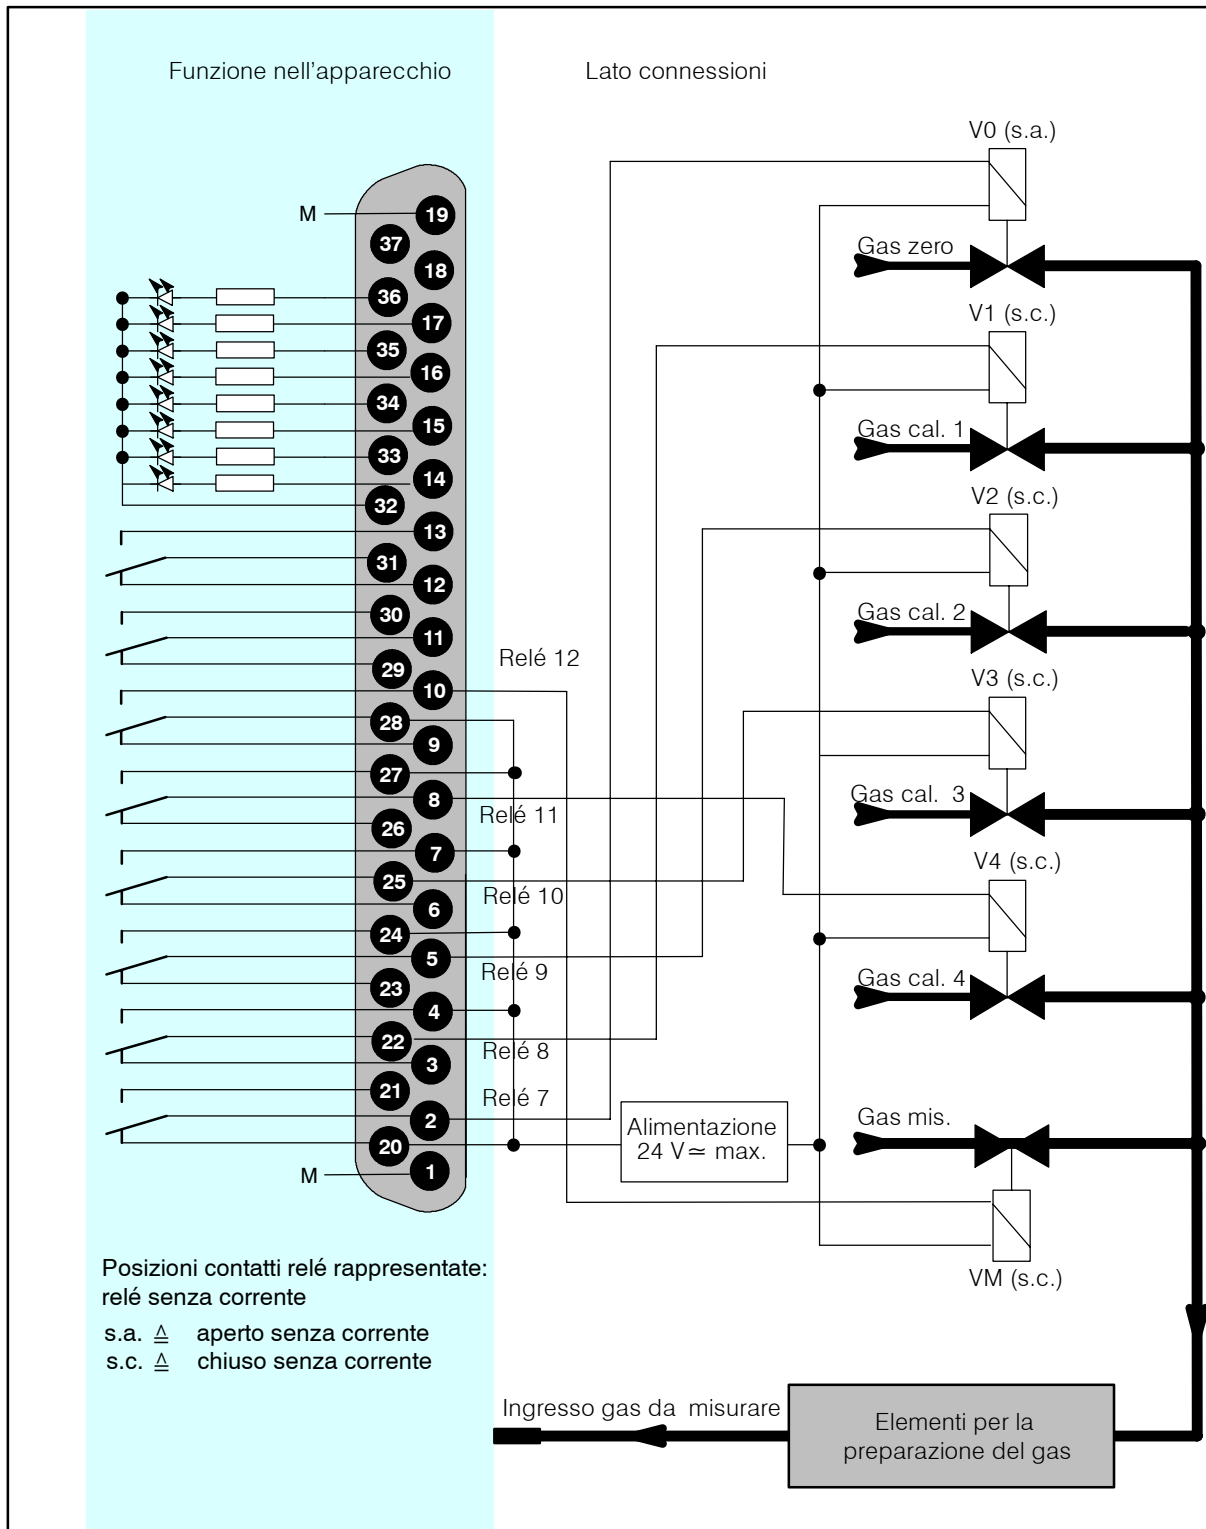 Funzione nell'apparecchio
Lato connessioni
V0 (s.a.)
M
19
37
18
36
17
35
16
34
15
33
14
32
13
31
12
30
11
29
10
28
9
27
8
26
7
25
6
24
5
23
4
22
3
21
2
20
1
M
Gas zero
V1 (s.c.)
Gas cal. 1
V2 (s.c.)
Gas cal. 2
V3 (s.c.)
Gas cal. 3
V4 (s.c.)
Gas cal. 4
Gas mis.
VM (s.c.)
Relé 12
Relé 11
Relé 10
Relé 9
Relé 8
Relé 7
Alimentazione
24 V≃ max.
Posizioni contatti relé rappresentate:
relé senza corrente
s.a. ≙ aperto senza corrente
s.c. ≙ chiuso senza corrente
Ingresso gas da misurare
Elementi per la
preparazione del gas